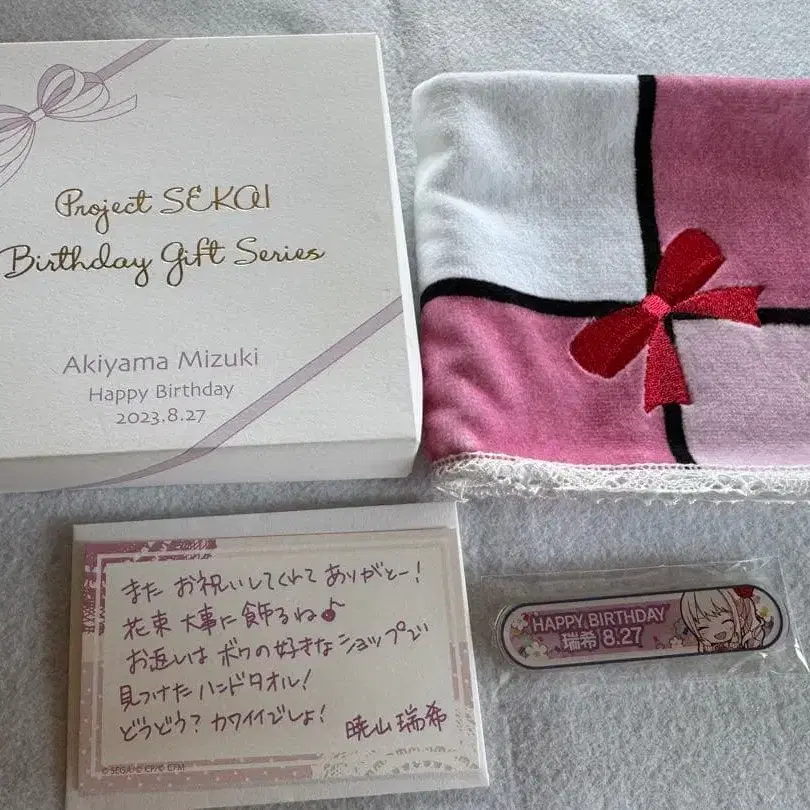 Project SEKAI
Birthday Gift Series
Akiyama Mizuki
Happy Birthday
2023.8.27
また お祝いしてくれて ありがとー!
花束 大事に 飾るね♪
お返しは ボクの好きな ショップで
見つけた ハンドタオル!
どうどう? カワイイでしょ! 暁山 瑞希
© SEGA © CP/© CFM
HAPPY BIRTHDAY
瑞希 8.27